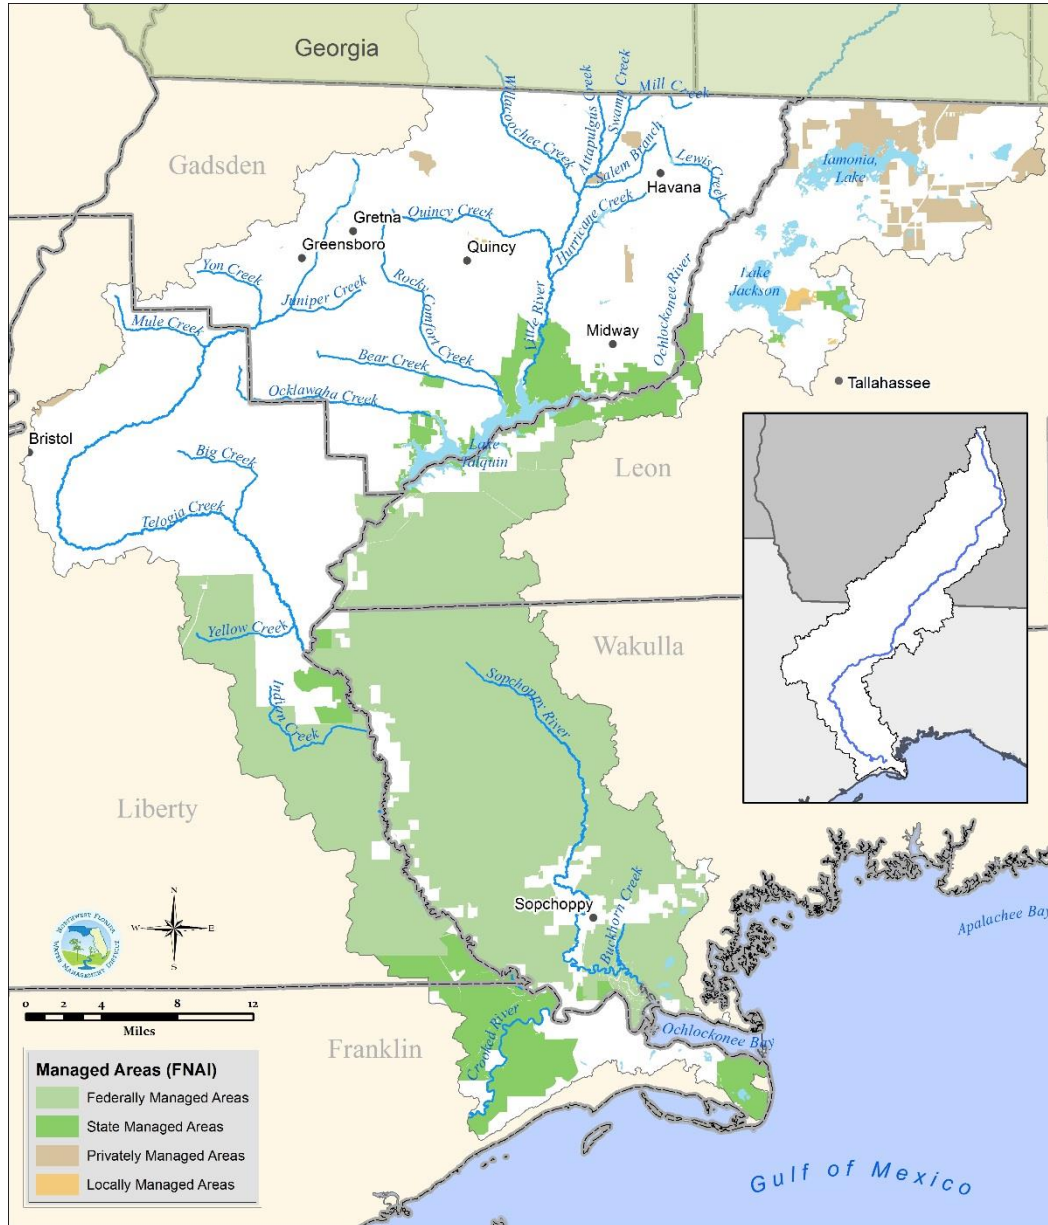 Georgia
Willacoochee Creek
Attapulgus Creek
Swamp Creek
Mill Creek
Gadsden
Salem Branch
Lewis Creek
Iamonia,
Lake
Havana
Gretna
Quincy Creek
Hurricane Creek
Greensboro
Quincy
Yon Creek
Rocky Comfort Creek
Lake
Jackson
Juniper Creek
Little River
Ochlockonee River
Mule Creek
Midway
Bear Creek
Tallahassee
Ocklawaha Creek
Bristol
Lake
Talquin
Big Creek
Leon
Telogia Creek
Yellow Creek
Wakulla
Sopchoppy River
Indian Creek
Liberty
N
W
E
S
NORTHWEST FLORIDA
WATER MANAGEMENT DISTRICT
Sopchoppy
Buckhorn Creek
Apalachee Bay
0 2 4 8 12
Miles
Crooked River
Ochlockonee Bay
Franklin
Managed Areas (FNAI)
Federally Managed Areas
State Managed Areas
Privately Managed Areas
Locally Managed Areas
Gulf of Mexico